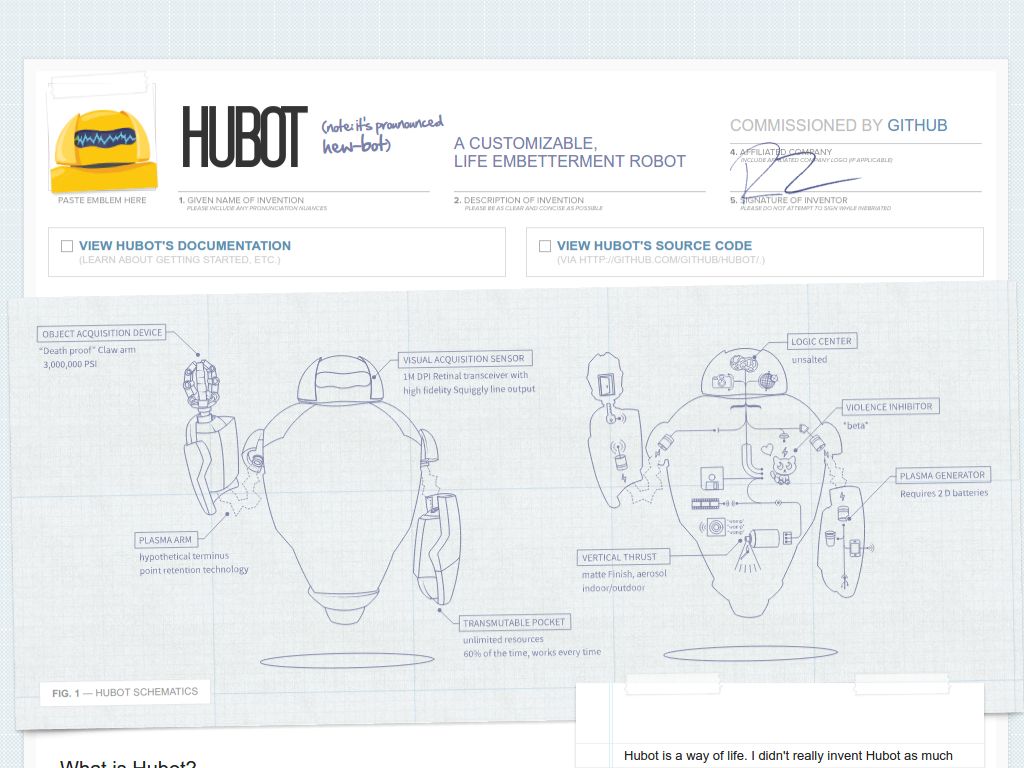 HUBOT
(note: it's pronounced
hew-bot)
A CUSTOMIZABLE,
LIFE EMBETTERMENT ROBOT
COMMISSIONED BY GITHUB
4. AFFILIATED COMPANY
INCLUDE AFFILIATED COMPANY LOGO (IF APPLICABLE)
PASTE EMBLEM HERE
1. GIVEN NAME OF INVENTION
PLEASE INCLUDE ANY PRONUNCIATION NUANCES
2. DESCRIPTION OF INVENTION
PLEASE BE AS CLEAR AND CONCISE AS POSSIBLE
5. SIGNATURE OF INVENTOR
PLEASE DO NOT ATTEMPT TO SIGN WHILE INEBRIATED
VIEW HUBOT'S DOCUMENTATION
(LEARN ABOUT GETTING STARTED, ETC.)
VIEW HUBOT'S SOURCE CODE
(VIA HTTP://GITHUB.COM/GITHUB/HUBOT/.)
OBJECT ACQUISITION DEVICE
"Death proof" Claw arm
3,000,000 PSI
VISUAL ACQUISITION SENSOR
1M DPI Retinal transceiver with
high fidelity Squiggly line output
PLASMA ARM
hypothetical terminus
point retention technology
TRANSMUTABLE POCKET
unlimited resources
60% of the time, works every time
LOGIC CENTER
unsalted
VIOLENCE INHIBITOR
*beta*
PLASMA GENERATOR
Requires 2 D batteries
VERTICAL THRUST
matte Finish, aerosol
indoor/outdoor
FIG. 1 — HUBOT SCHEMATICS
What is Hubot?
Hubot is a way of life. I didn't really invent Hubot as much